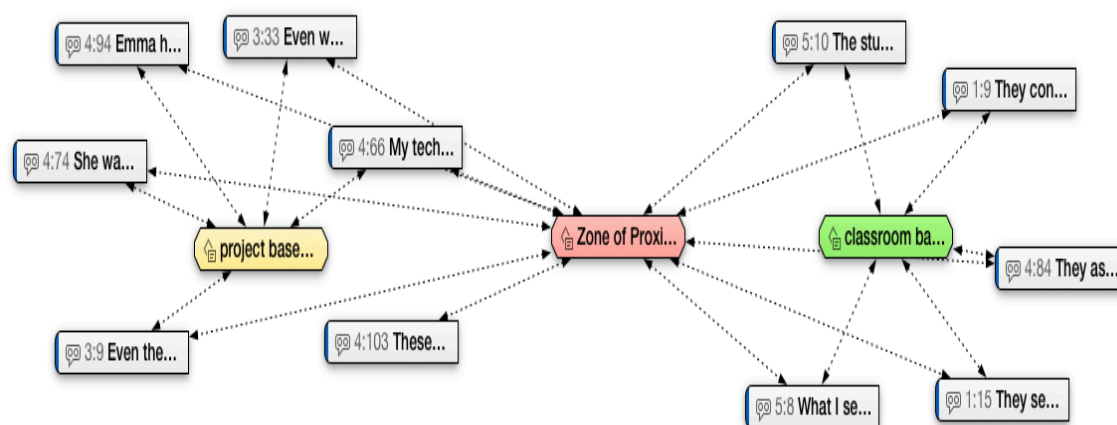 4:94 Emma h...
3:33 Even w...
5:10 The stu...
1:9 They con...
4:66 My tech...
4:74 She wa...
project base...
Zone of Proxi...
classroom ba...
4:84 They as...
3:9 Even the...
4:103 These...
5:8 What I se...
1:15 They se...